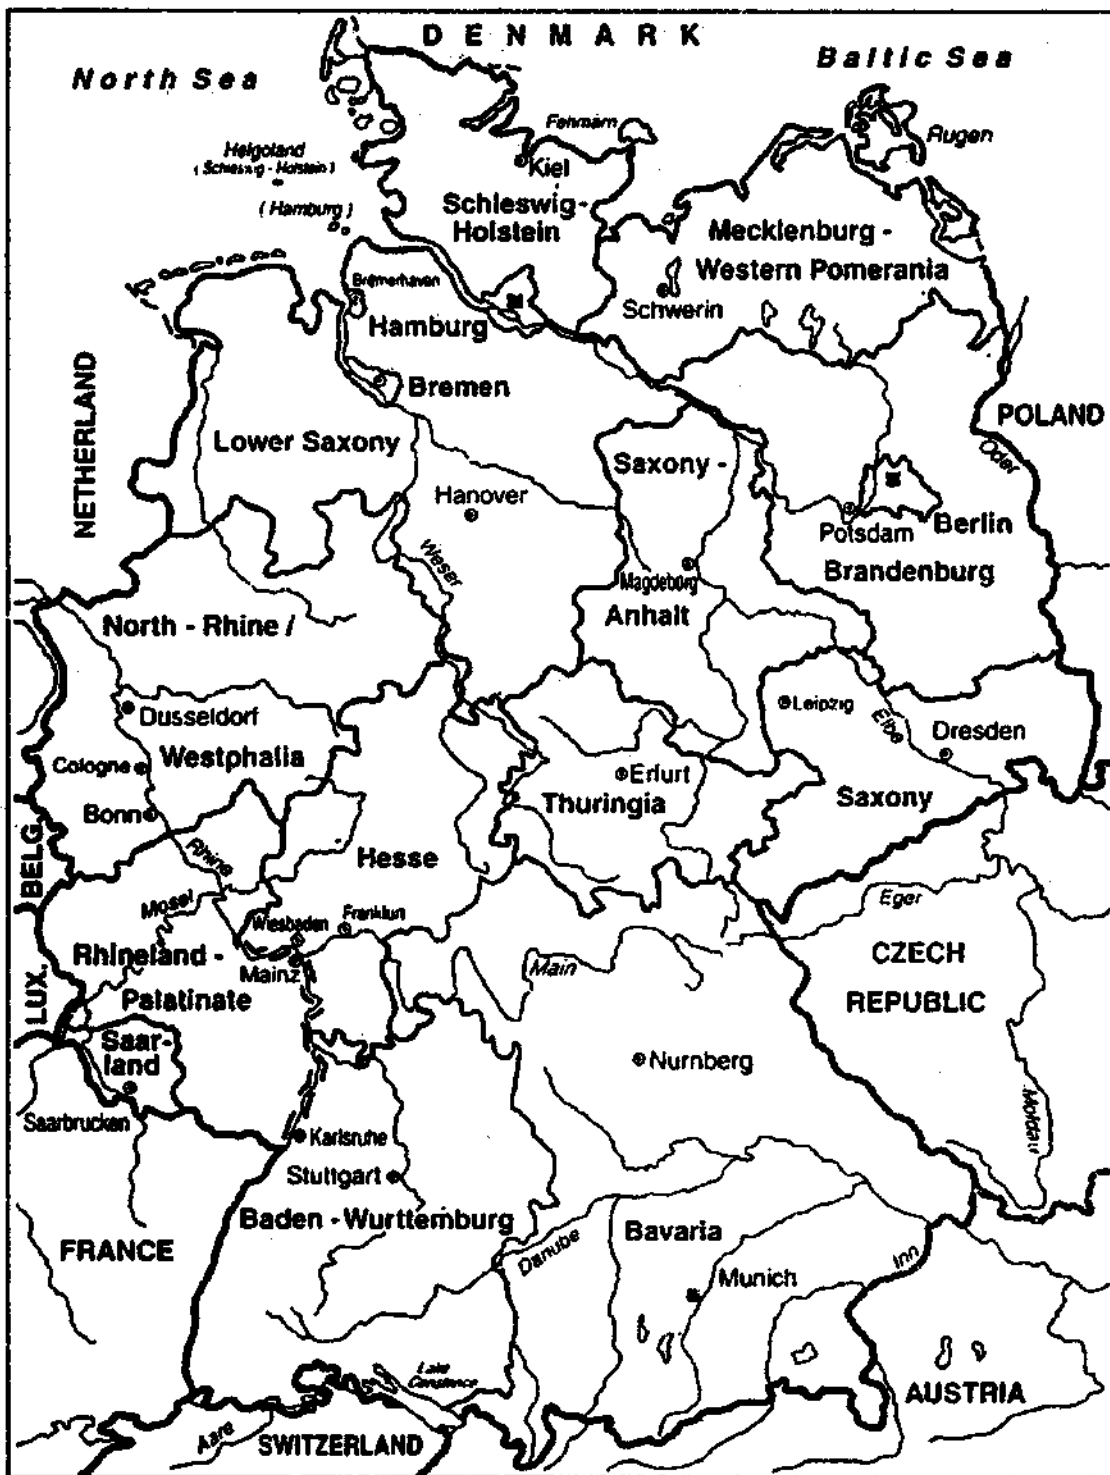 DENMARK
North Sea
Baltic Sea
Helgoland
(Schleswig - Holstein)
(Hamburg)
Fehmarn
Kiel
Rugen
Schleswig-
Holstein
Mecklenburg -
Western Pomerania
Schwerin
Bremerhaven
Hamburg
Bremen
NETHERLAND
POLAND
Oder
Lower Saxony
Saxony -
Hanover
Potsdam
Berlin
Weser
Magdeborg
Brandenburg
Anhalt
North - Rhine /
Dusseldorf
Westphalia
Cologne
Bonn
Leipzig
Elbe
Dresden
Erfurt
Thuringia
Saxony
BELG.
Rhine
Hesse
Mosel
Eger
Wiesbaden
Frankfurt
Rhineland -
Mainz
Palatinate
Main
CZECH
REPUBLIC
LUX.
Saar-
land
Nurnberg
Saarbrucken
Karlsruhe
Moldau
Stuttgart
Baden - Wurttemburg
FRANCE
Danube
Bavaria
Inn
Munich
Lake
Constance
AUSTRIA
Aare
SWITZERLAND